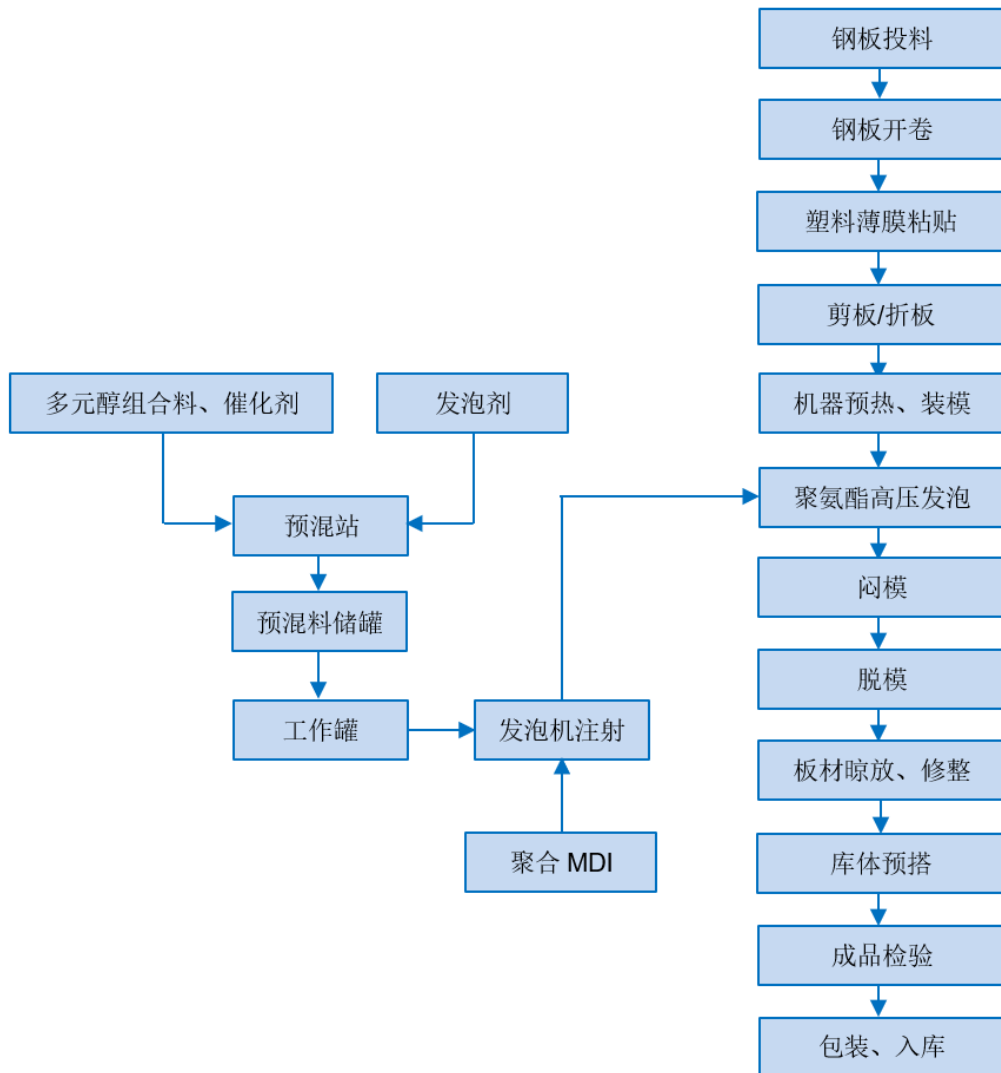 钢板投料
钢板开卷
塑料薄膜粘贴
剪板/折板
多元醇组合料、催化剂
发泡剂
机器预热、装模
预混站
聚氨酯高压发泡
预混料储罐
闷模
脱模
工作罐
发泡机注射
板材晾放、修整
聚合 MDI
库体预搭
成品检验
包装、入库